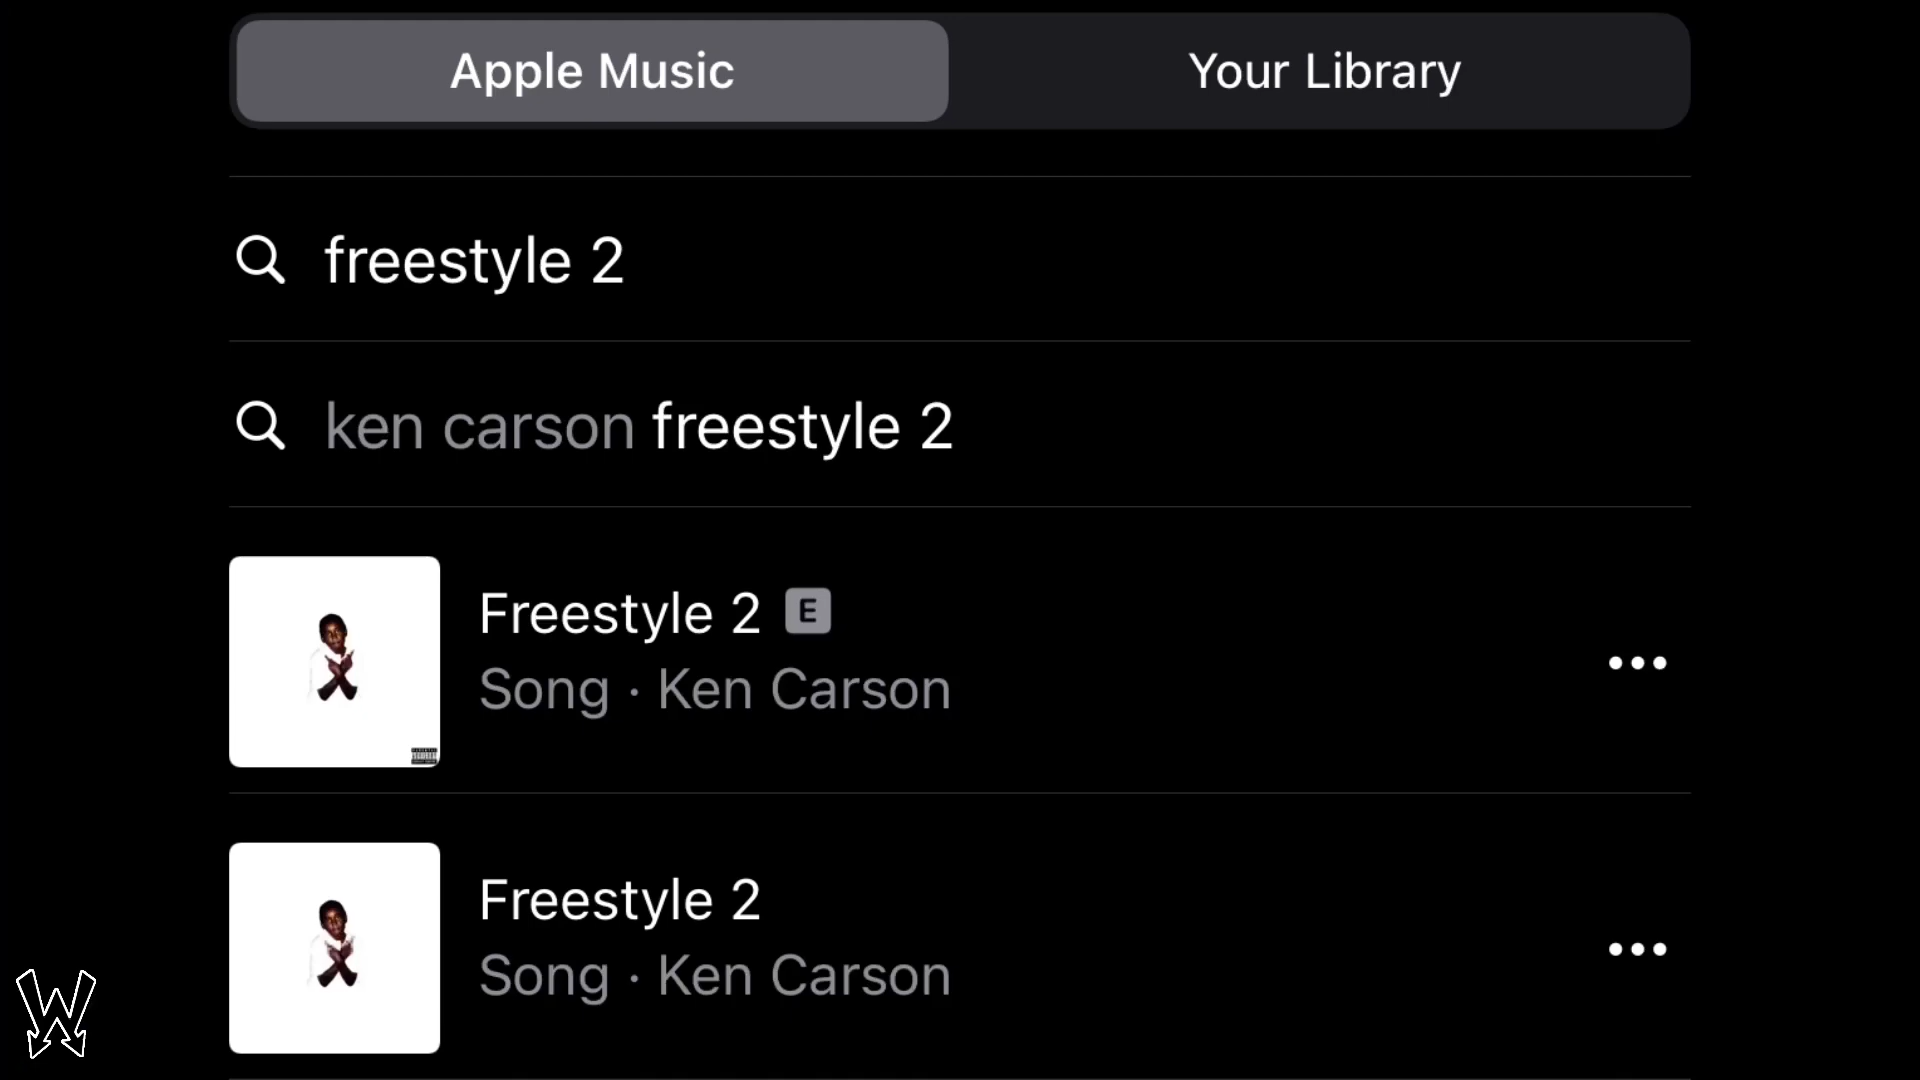 Apple Music
Your Library
freestyle 2
ken carson freestyle 2
Freestyle 2 E
Song · Ken Carson
Freestyle 2
Song · Ken Carson
W